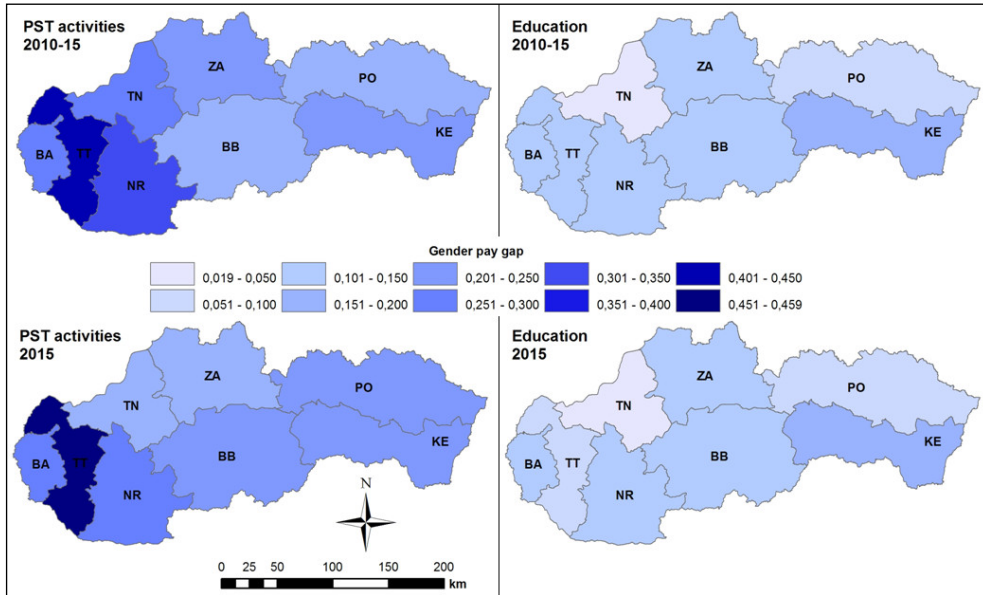 PST activities
2010-15
ZA
PO
TN
KE
BA
TT
BB
NR
Education
2010-15
ZA
PO
TN
KE
BA
TT
BB
NR
Gender pay gap
0,019 - 0,050
0,101 - 0,150
0,201 - 0,250
0,301 - 0,350
0,401 - 0,450
0,051 - 0,100
0,151 - 0,200
0,251 - 0,300
0,351 - 0,400
0,451 - 0,459
PST activities
2015
ZA
PO
TN
KE
BA
TT
BB
NR
N
0 25 50 100 150 200
km
Education
2015
ZA
PO
TN
KE
BA
TT
BB
NR